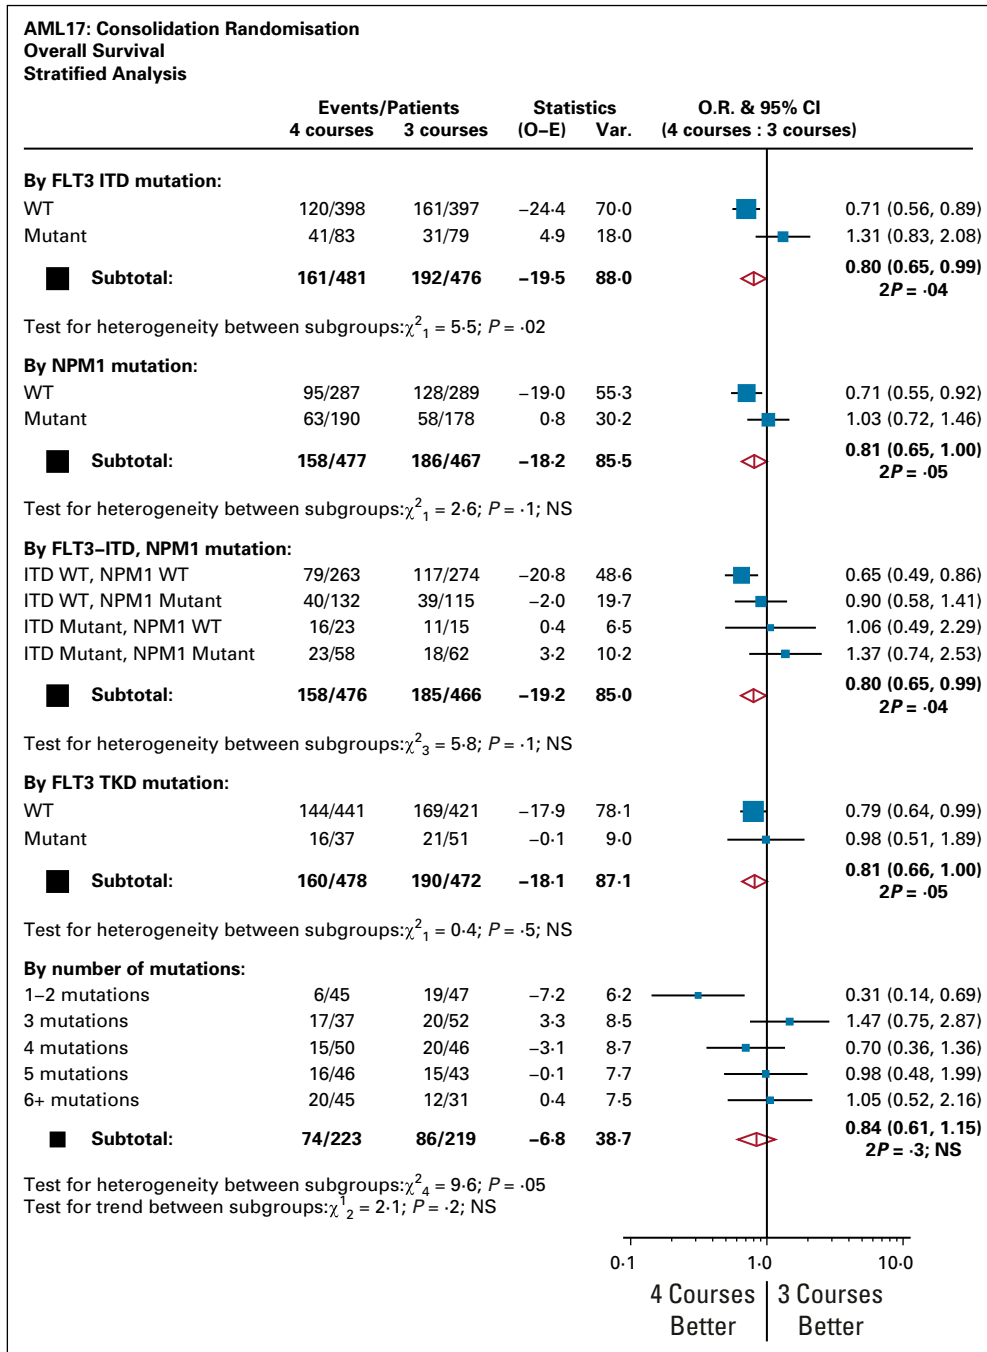 AML17: Consolidation Randomisation
Overall Survival
Stratified Analysis
Events/Patients Statistics O.R. & 95% CI
4 courses 3 courses (O–E) Var. (4 courses : 3 courses)
By FLT3 ITD mutation:
WT 120/398 161/397 −24·4 70·0 0·71 (0·56, 0·89)
Mutant 41/83 31/79 4·9 18·0 1·31 (0·83, 2·08)
Subtotal: 161/481 192/476 −19·5 88·0 0·80 (0·65, 0·99)
2P = ·04
Test for heterogeneity between subgroups:χ²₁ = 5·5; P = ·02
By NPM1 mutation:
WT 95/287 128/289 −19·0 55·3 0·71 (0·55, 0·92)
Mutant 63/190 58/178 0·8 30·2 1·03 (0·72, 1·46)
Subtotal: 158/477 186/467 −18·2 85·5 0·81 (0·65, 1·00)
2P = ·05
Test for heterogeneity between subgroups:χ²₁ = 2·6; P = ·1; NS
By FLT3–ITD, NPM1 mutation:
ITD WT, NPM1 WT 79/263 117/274 −20·8 48·6 0·65 (0·49, 0·86)
ITD WT, NPM1 Mutant 40/132 39/115 −2·0 19·7 0·90 (0·58, 1·41)
ITD Mutant, NPM1 WT 16/23 11/15 0·4 6·5 1·06 (0·49, 2·29)
ITD Mutant, NPM1 Mutant 23/58 18/62 3·2 10·2 1·37 (0·74, 2·53)
Subtotal: 158/476 185/466 −19·2 85·0 0·80 (0·65, 0·99)
2P = ·04
Test for heterogeneity between subgroups:χ²₃ = 5·8; P = ·1; NS
By FLT3 TKD mutation:
WT 144/441 169/421 −17·9 78·1 0·79 (0·64, 0·99)
Mutant 16/37 21/51 −0·1 9·0 0·98 (0·51, 1·89)
Subtotal: 160/478 190/472 −18·1 87·1 0·81 (0·66, 1·00)
2P = ·05
Test for heterogeneity between subgroups:χ²₁ = 0·4; P = ·5; NS
By number of mutations:
1–2 mutations 6/45 19/47 −7·2 6·2 0·31 (0·14, 0·69)
3 mutations 17/37 20/52 3·3 8·5 1·47 (0·75, 2·87)
4 mutations 15/50 20/46 −3·1 8·7 0·70 (0·36, 1·36)
5 mutations 16/46 15/43 −0·1 7·7 0·98 (0·48, 1·99)
6+ mutations 20/45 12/31 0·4 7·5 1·05 (0·52, 2·16)
Subtotal: 74/223 86/219 −6·8 38·7 0·84 (0·61, 1·15)
2P = ·3; NS
Test for heterogeneity between subgroups:χ²₄ = 9·6; P = ·05
Test for trend between subgroups:χ¹₂ = 2·1; P = ·2; NS
0·1 1·0 10·0
4 Courses 3 Courses
Better Better